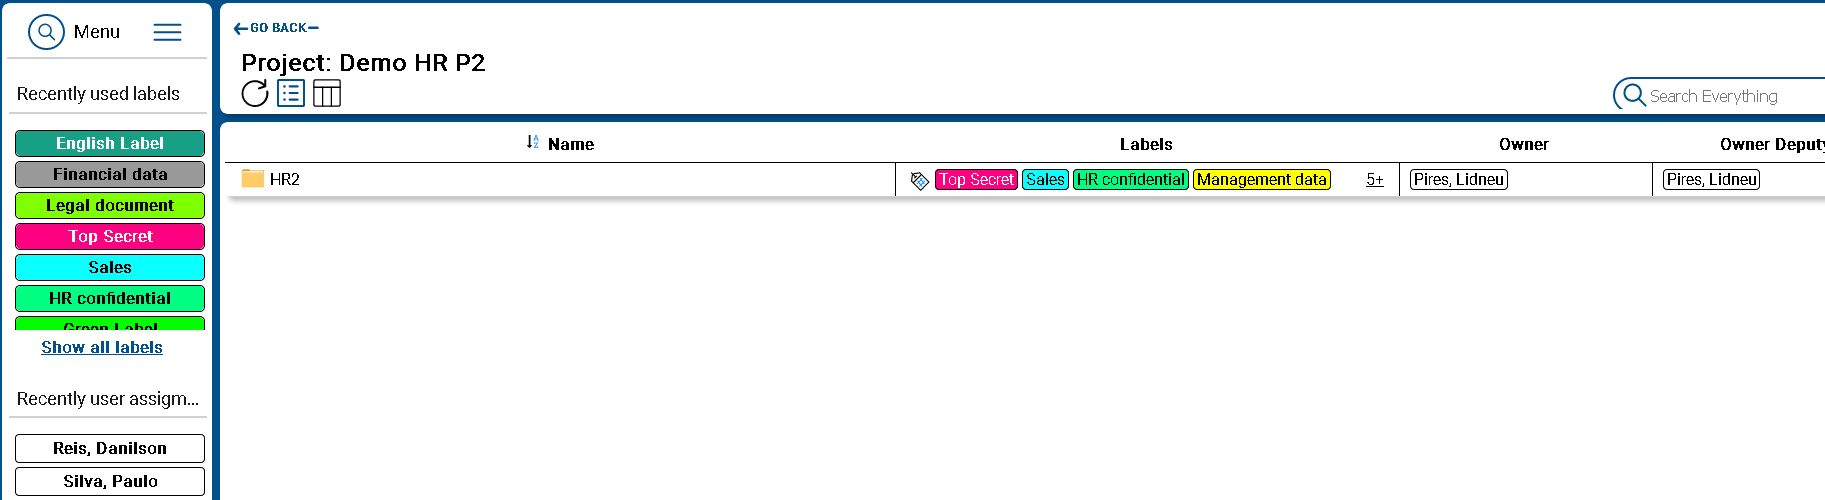 Menu
Recently used labels
English Label
Financial data
Legal document
Top Secret
Sales
HR confidential
Green Label
Show all labels
Recently user assigm...
Reis, Danilson
Silva, Paulo
GO BACK
Project: Demo HR P2
Search Everything
Name Labels Owner Owner Deputy
HR2 Top Secret Sales HR confidential Management data 5+ Pires, Lidneu Pires, Lidneu